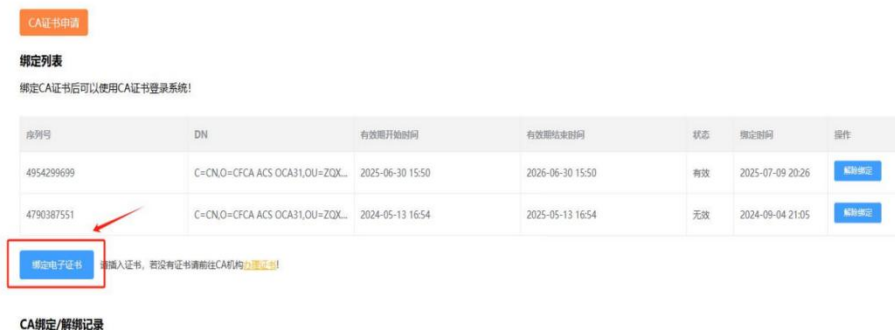 CA证书申请
绑定列表
绑定CA证书后可以使用CA证书登录系统！
序列号 DN 有效期开始时间 有效期结束时间 状态 绑定时间 操作
4954299699 C=CN,O=CFCA ACS OCA31,OU=ZQX... 2025-06-30 15:50 2026-06-30 15:50 有效 2025-07-09 20:26 解除绑定
4790387551 C=CN,O=CFCA ACS OCA31,OU=ZQX... 2024-05-13 16:54 2025-05-13 16:54 无效 2024-09-04 21:05 解除绑定
绑定电子证书 请插入证书，若没有证书请前往CA机构办理证书！
CA绑定/解绑记录